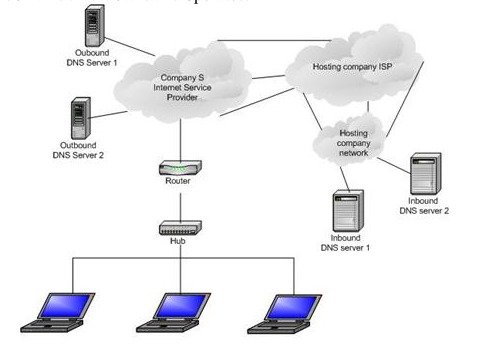 Oubound
DNS Server 1
Company S
Internet Service
Provider
Hosting company ISP
Outbound
DNS Server 2
Hosting
company
network
Router
Inbound
DNS server 2
Inbound
DNS server 1
Hub